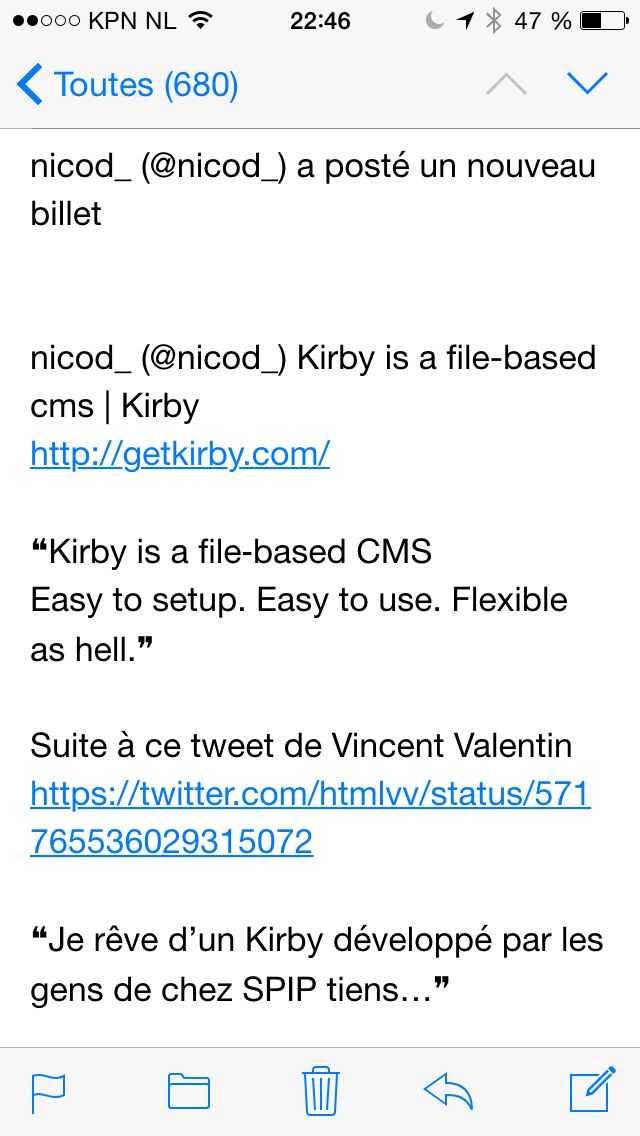 KPN NL 22:46 47 %
Toutes (680)
nicod_ (@nicod_) a posté un nouveau
billet
nicod_ (@nicod_) Kirby is a file-based
cms | Kirby
http://getkirby.com/
❝Kirby is a file-based CMS
Easy to setup. Easy to use. Flexible
as hell.❞
Suite à ce tweet de Vincent Valentin
https://twitter.com/htmlvv/status/571
765536029315072
❝Je rêve d’un Kirby développé par les
gens de chez SPIP tiens…❞